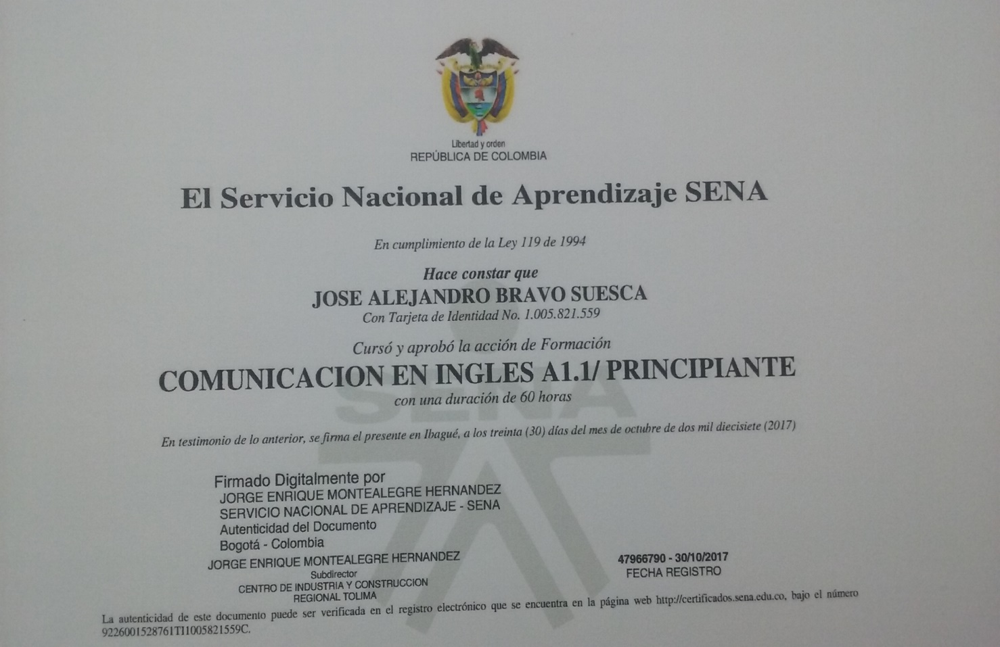 Libertad y orden
REPÚBLICA DE COLOMBIA
El Servicio Nacional de Aprendizaje SENA
En cumplimiento de la Ley 119 de 1994
Hace constar que
JOSE ALEJANDRO BRAVO SUESCA
Con Tarjeta de Identidad No. 1.005.821.559
Cursó y aprobó la acción de Formación
COMUNICACION EN INGLES A1.1/ PRINCIPIANTE
con una duración de 60 horas
SENA
En testimonio de lo anterior, se firma el presente en Ibagué, a los treinta (30) días del mes de octubre de dos mil diecisiete (2017)
Firmado Digitalmente por
JORGE ENRIQUE MONTEALEGRE HERNANDEZ
SERVICIO NACIONAL DE APRENDIZAJE - SENA
Autenticidad del Documento
Bogotá - Colombia
JORGE ENRIQUE MONTEALEGRE HERNANDEZ
Subdirector
CENTRO DE INDUSTRIA Y CONSTRUCCION
REGIONAL TOLIMA
47966790 - 30/10/2017
FECHA REGISTRO
La autenticidad de este documento puede ser verificada en el registro electrónico que se encuentra en la página web http://certificados.sena.edu.co, bajo el número
9226001528761TI1005821559C.